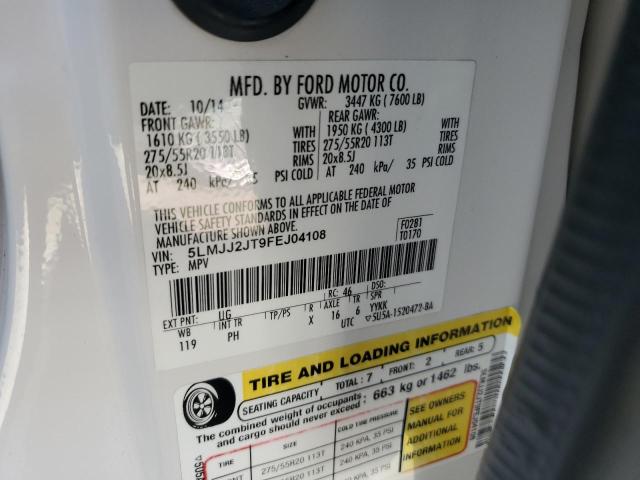 MFD. BY FORD MOTOR CO.
DATE: 10/14 GVWR: 3447 KG ( 7600 LB)
FRONT GAWR: REAR GAWR:
1610 KG ( 3550 LB) WITH 1950 KG ( 4300 LB) WITH
275/55R20 113T TIRES 275/55R20 113T TIRES
20x8.5J RIMS 20x8.5J RIMS
AT 240 kPa/ 35 PSI COLD AT 240 kPa/ 35 PSI COLD
THIS VEHICLE CONFORMS TO ALL APPLICABLE FEDERAL MOTOR
VEHICLE SAFETY STANDARDS IN EFFECT ON THE DATE OF
MANUFACTURE SHOWN ABOVE.
VIN: 5LMJJ2JT9FEJ04108 F0281
TYPE: MPV T0170
EXT PNT: UG RC: 46 DSO:
WB INT TR TP/PS R AXLE TR SPR
119 PH X 16 6 YYKK
UTC ▽5U5A-1520472-BA
TIRE AND LOADING INFORMATION
SEATING CAPACITY TOTAL: 7 FRONT: 2 REAR: 5
The combined weight of occupants
and cargo should never exceed: 663 kg or 1462 lbs.
TIRE SIZE COLD TIRE PRESSURE
FRONT 275/55R20 113T 240 KPA, 35 PSI
275/55R20 113T 240 KPA, 35 PSI
SEE OWNERS
MANUAL FOR
ADDITIONAL
INFORMATION